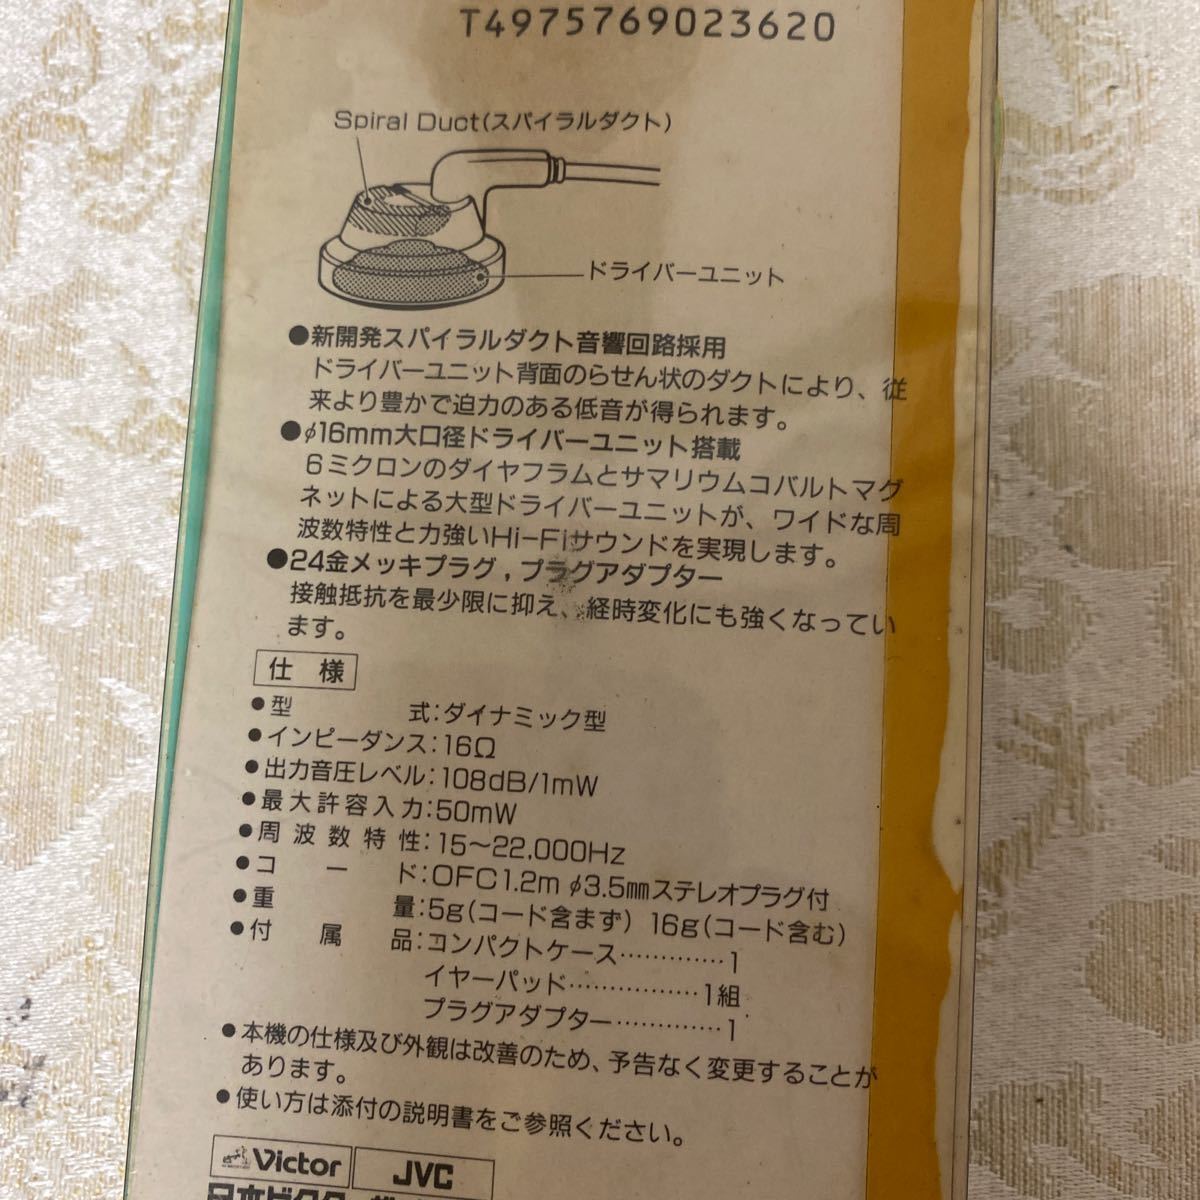 T4975769023620
Spiral Duct(スパイラルダクト)
ドライバーユニット
●新開発スパイラルダクト音響回路採用
ドライバーユニット背面のらせん状のダクトにより、従
来より豊かで迫力のある低音が得られます。
●φ16mm大口径ドライバーユニット搭載
6ミクロンのダイヤフラムとサマリウムコバルトマグ
ネットによる大型ドライバーユニットが、ワイドな周
波数特性と力強いHi-Fiサウンドを実現します。
●24金メッキプラグ,プラグアダプター
接触抵抗を最少限に抑え、経時変化にも強くなってい
ます。
仕様
●型式:ダイナミック型
●インピーダンス:16Ω
●出力音圧レベル:108dB/1mW
●最大許容入力:50mW
●周波数特性:15～22,000Hz
●コード:OFC1.2m φ3.5mmステレオプラグ付
●重量:5g(コード含まず) 16g(コード含む)
●付属品:コンパクトケース…………1
イヤーパッド……………1組
プラグアダプター…………1
●本機の仕様及び外観は改善のため、予告なく変更することが
あります。
●使い方は添付の説明書をご参照ください。
Victor JVC
日本ビクター